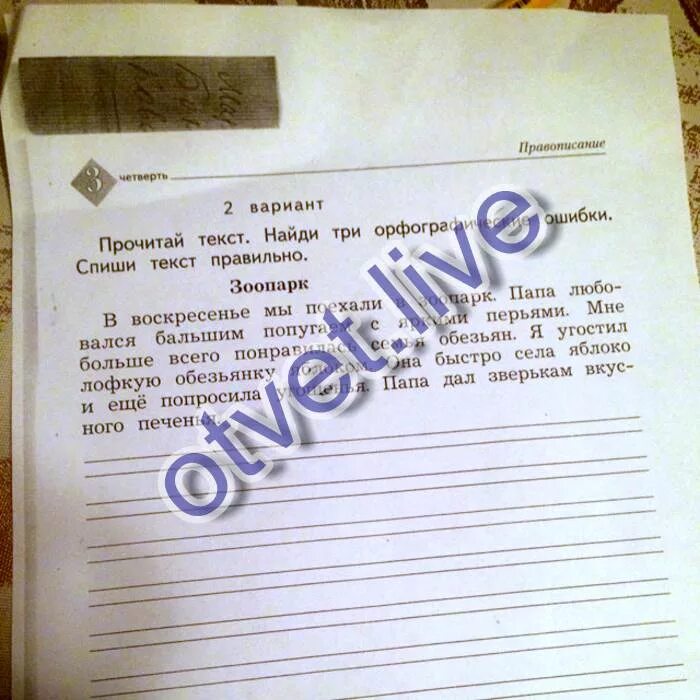 Правописание
3 четверть
2 вариант
Прочитай текст. Найди три орфографические ошибки.
Спиши текст правильно.
Зоопарк
В воскресенье мы поехали в зоопарк. Папа любо-
вался бальшим попугаем с яркими перьями. Мне
больше всего понравилась семья обезьян. Я угостил
лофкую обезьянку яблоком. Она быстро села яблоко
и ещё попросила угощенья. Папа дал зверькам вкус-
ного печенья.
otvet.live